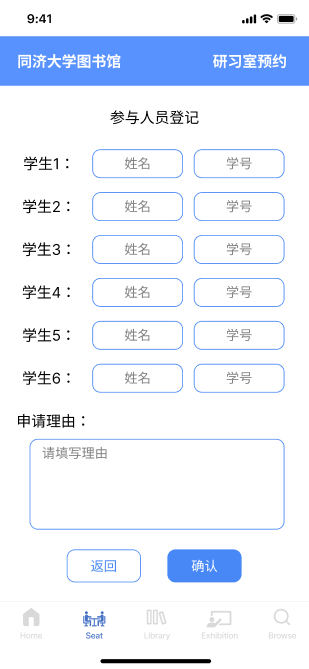 9:41
同济大学图书馆 研习室预约
参与人员登记
学生1： 姓名 学号
学生2： 姓名 学号
学生3： 姓名 学号
学生4： 姓名 学号
学生5： 姓名 学号
学生6： 姓名 学号
申请理由：
请填写理由
返回 确认
Home Seat Library Exhibition Browse